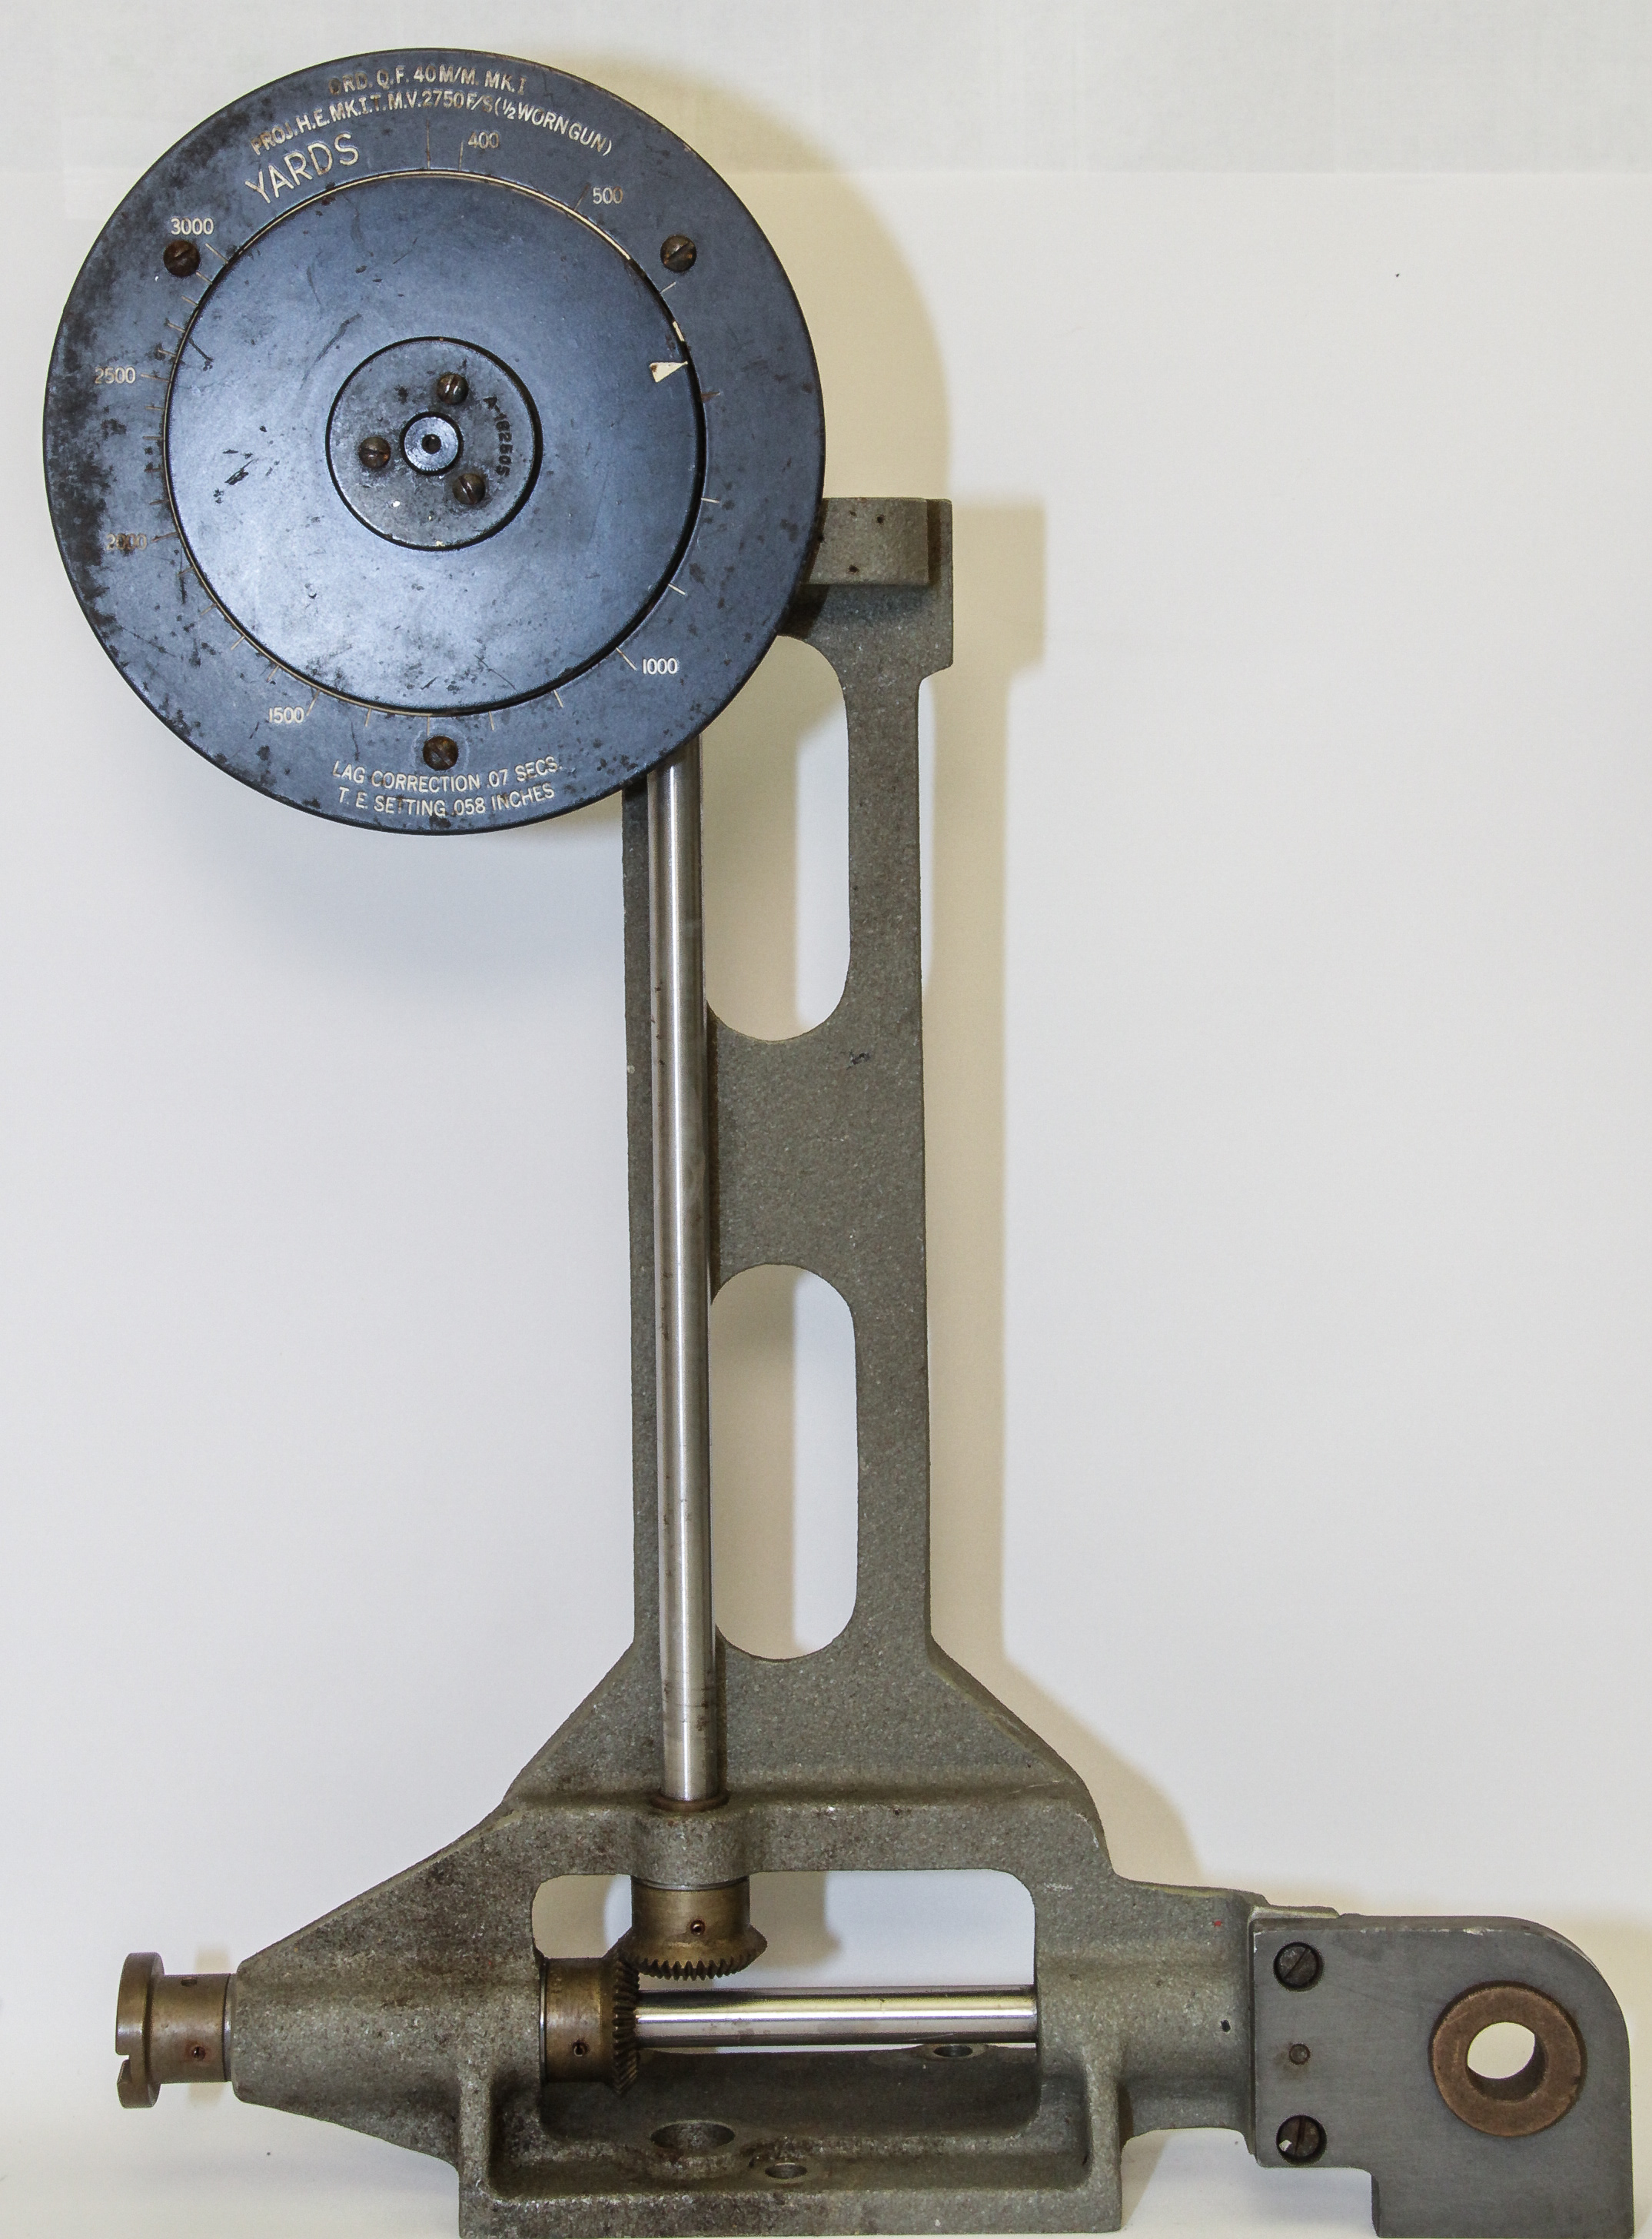 ORD. Q.F. 40 M/M. MK.I
PROJ. H.E. MK.I.T. M.V. 2750 F/S (½ WORN GUN)
YARDS
400
500
1000
1500
2000
2500
3000
A-182605
LAG CORRECTION .07 SECS.
T. E. SETTING .058 INCHES